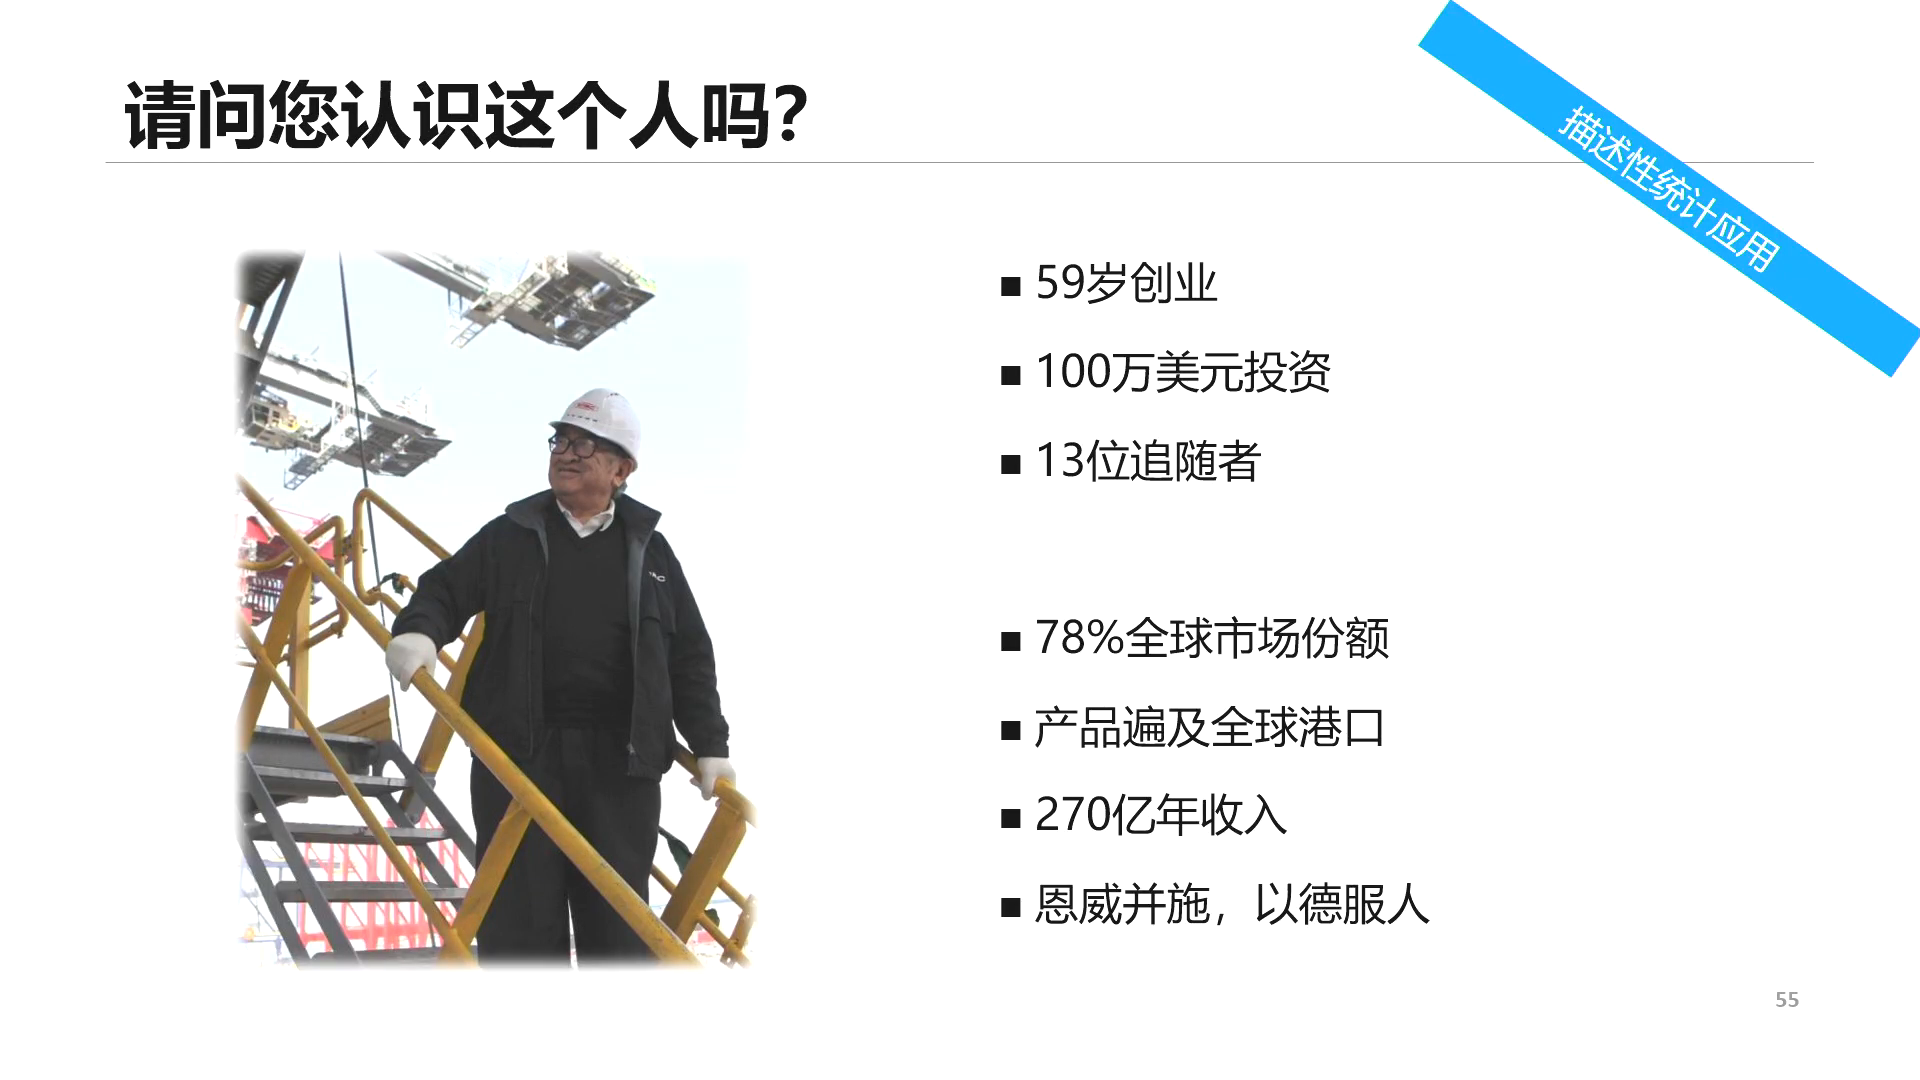 请问您认识这个人吗？
描述性统计应用
■ 59岁创业
■ 100万美元投资
■ 13位追随者
■ 78%全球市场份额
■ 产品遍及全球港口
■ 270亿年收入
■ 恩威并施，以德服人
55